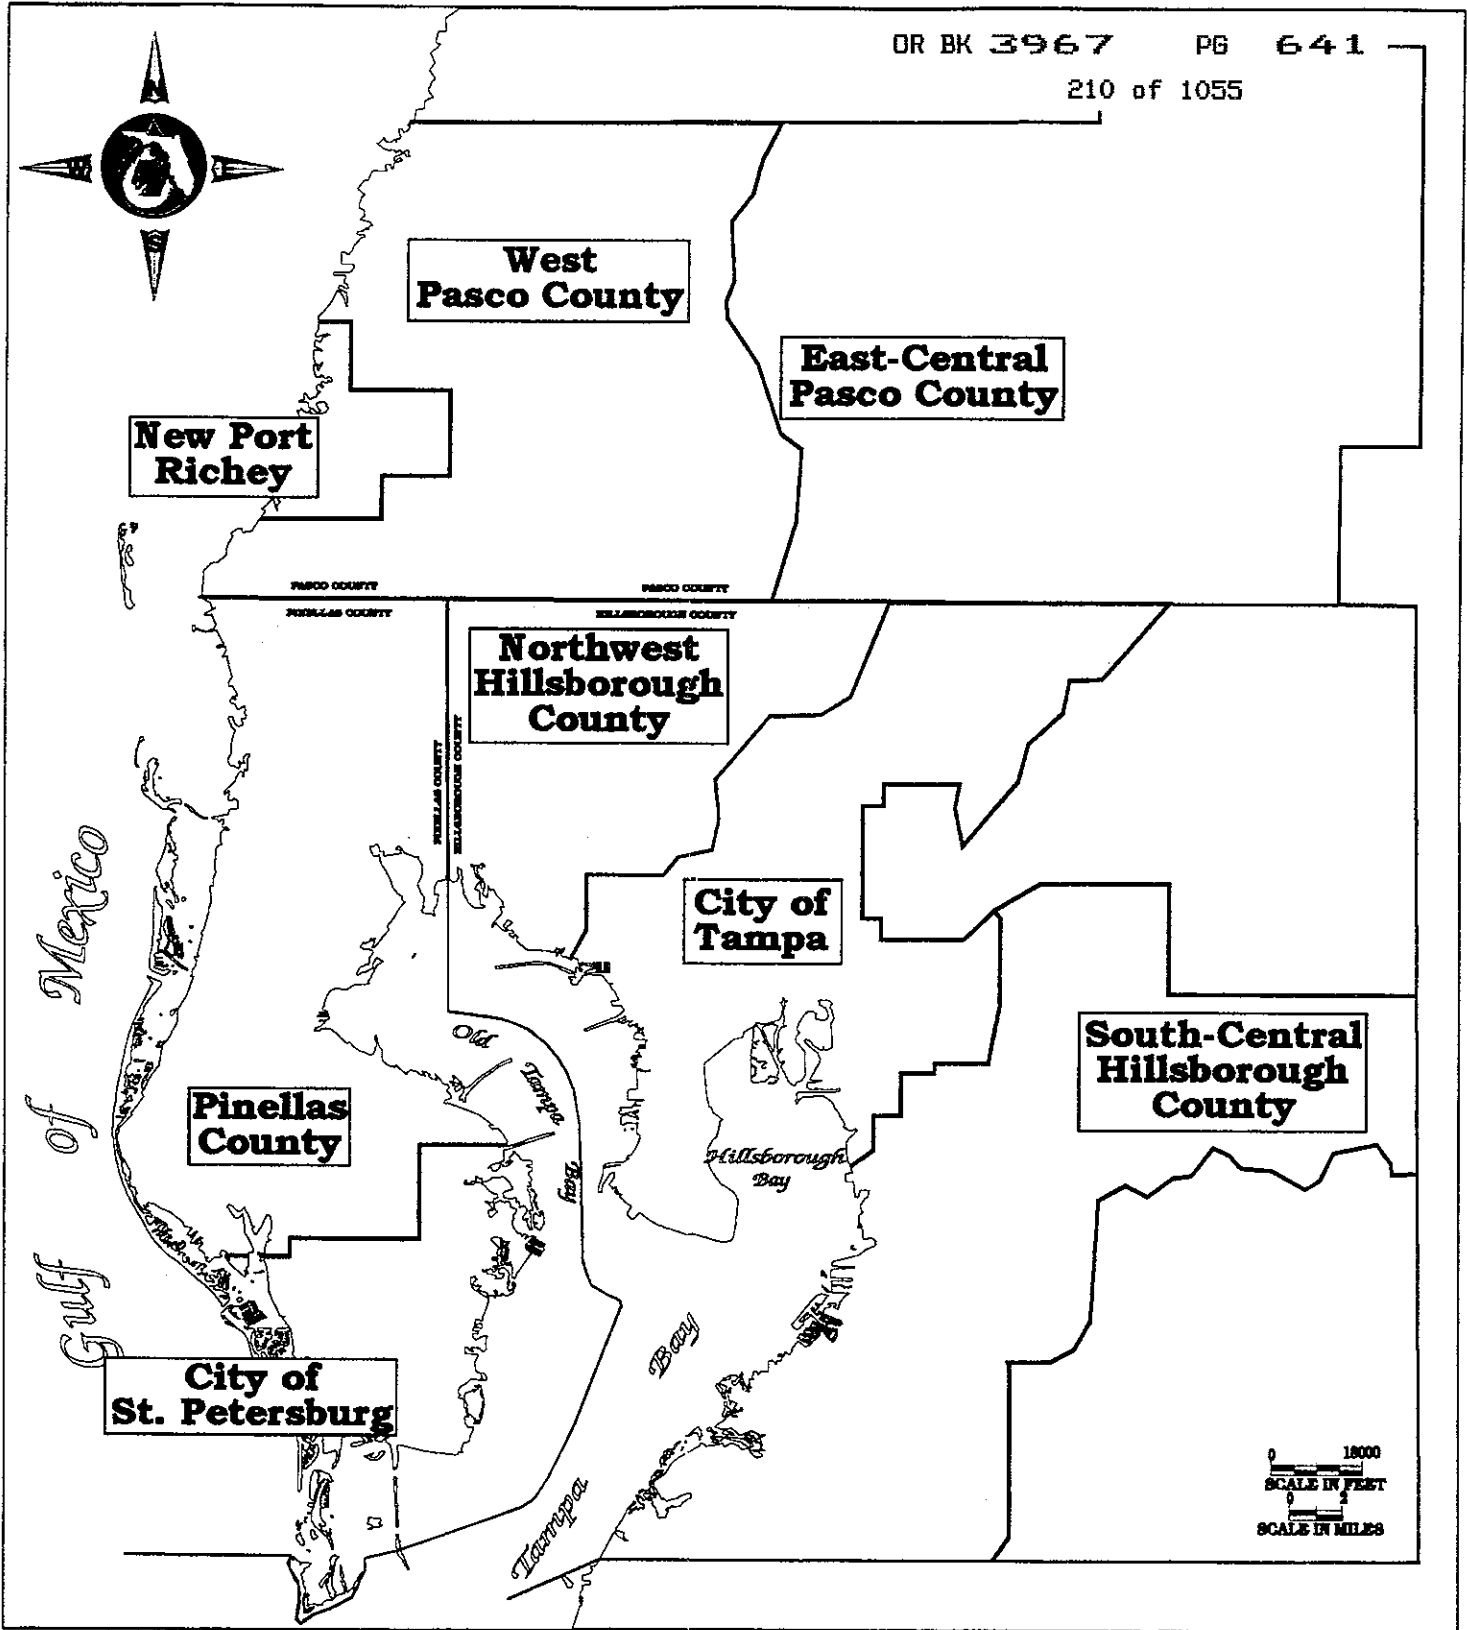 OR BK 3967 PG 641
210 of 1055
N
S
West
Pasco County
East-Central
Pasco County
New Port
Richey
PASCO COUNTY
PASCO COUNTY
PINELLAS COUNTY
HILLSBOROUGH COUNTY
Northwest
Hillsborough
County
PINELLAS COUNTY
HILLSBOROUGH COUNTY
Gulf of Mexico
City of
Tampa
Old Tampa Bay
South-Central
Hillsborough
County
Pinellas
County
Hillsborough
Bay
Tampa Bay
City of
St. Petersburg
0 18000
SCALE IN FEET
0 2
SCALE IN MILES